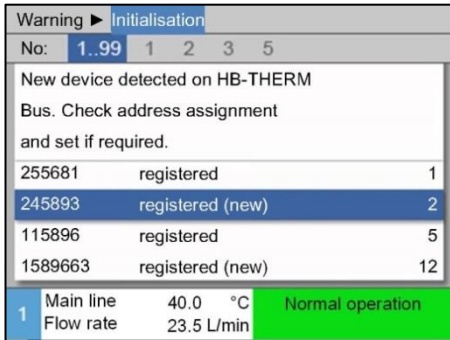 Warning ► Initialisation
No: 1..99 1 2 3 5
New device detected on HB-THERM
Bus. Check address assignment
and set if required.
255681 registered 1
245893 registered (new) 2
115896 registered 5
1589663 registered (new) 12
1 Main line 40.0 °C Normal operation
Flow rate 23.5 L/min